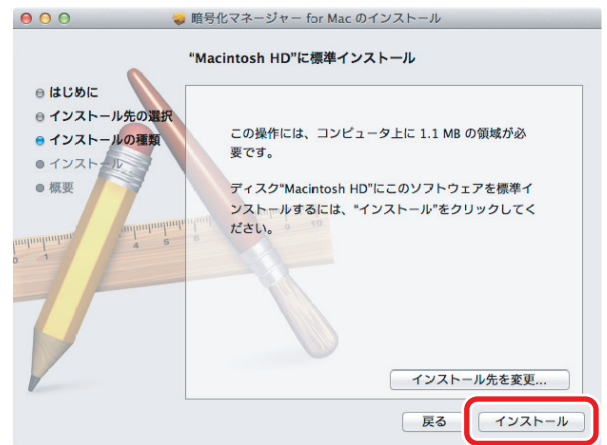 暗号化マネージャー for Mac のインストール
“Macintosh HD”に標準インストール
はじめに
インストール先の選択
インストールの種類
インストール
概要
この操作には、コンピュータ上に 1.1 MB の領域が必
要です。
ディスク“Macintosh HD”にこのソフトウェアを標準イ
ンストールするには、“インストール”をクリックしてく
ださい。
インストール先を変更...
戻る
インストール